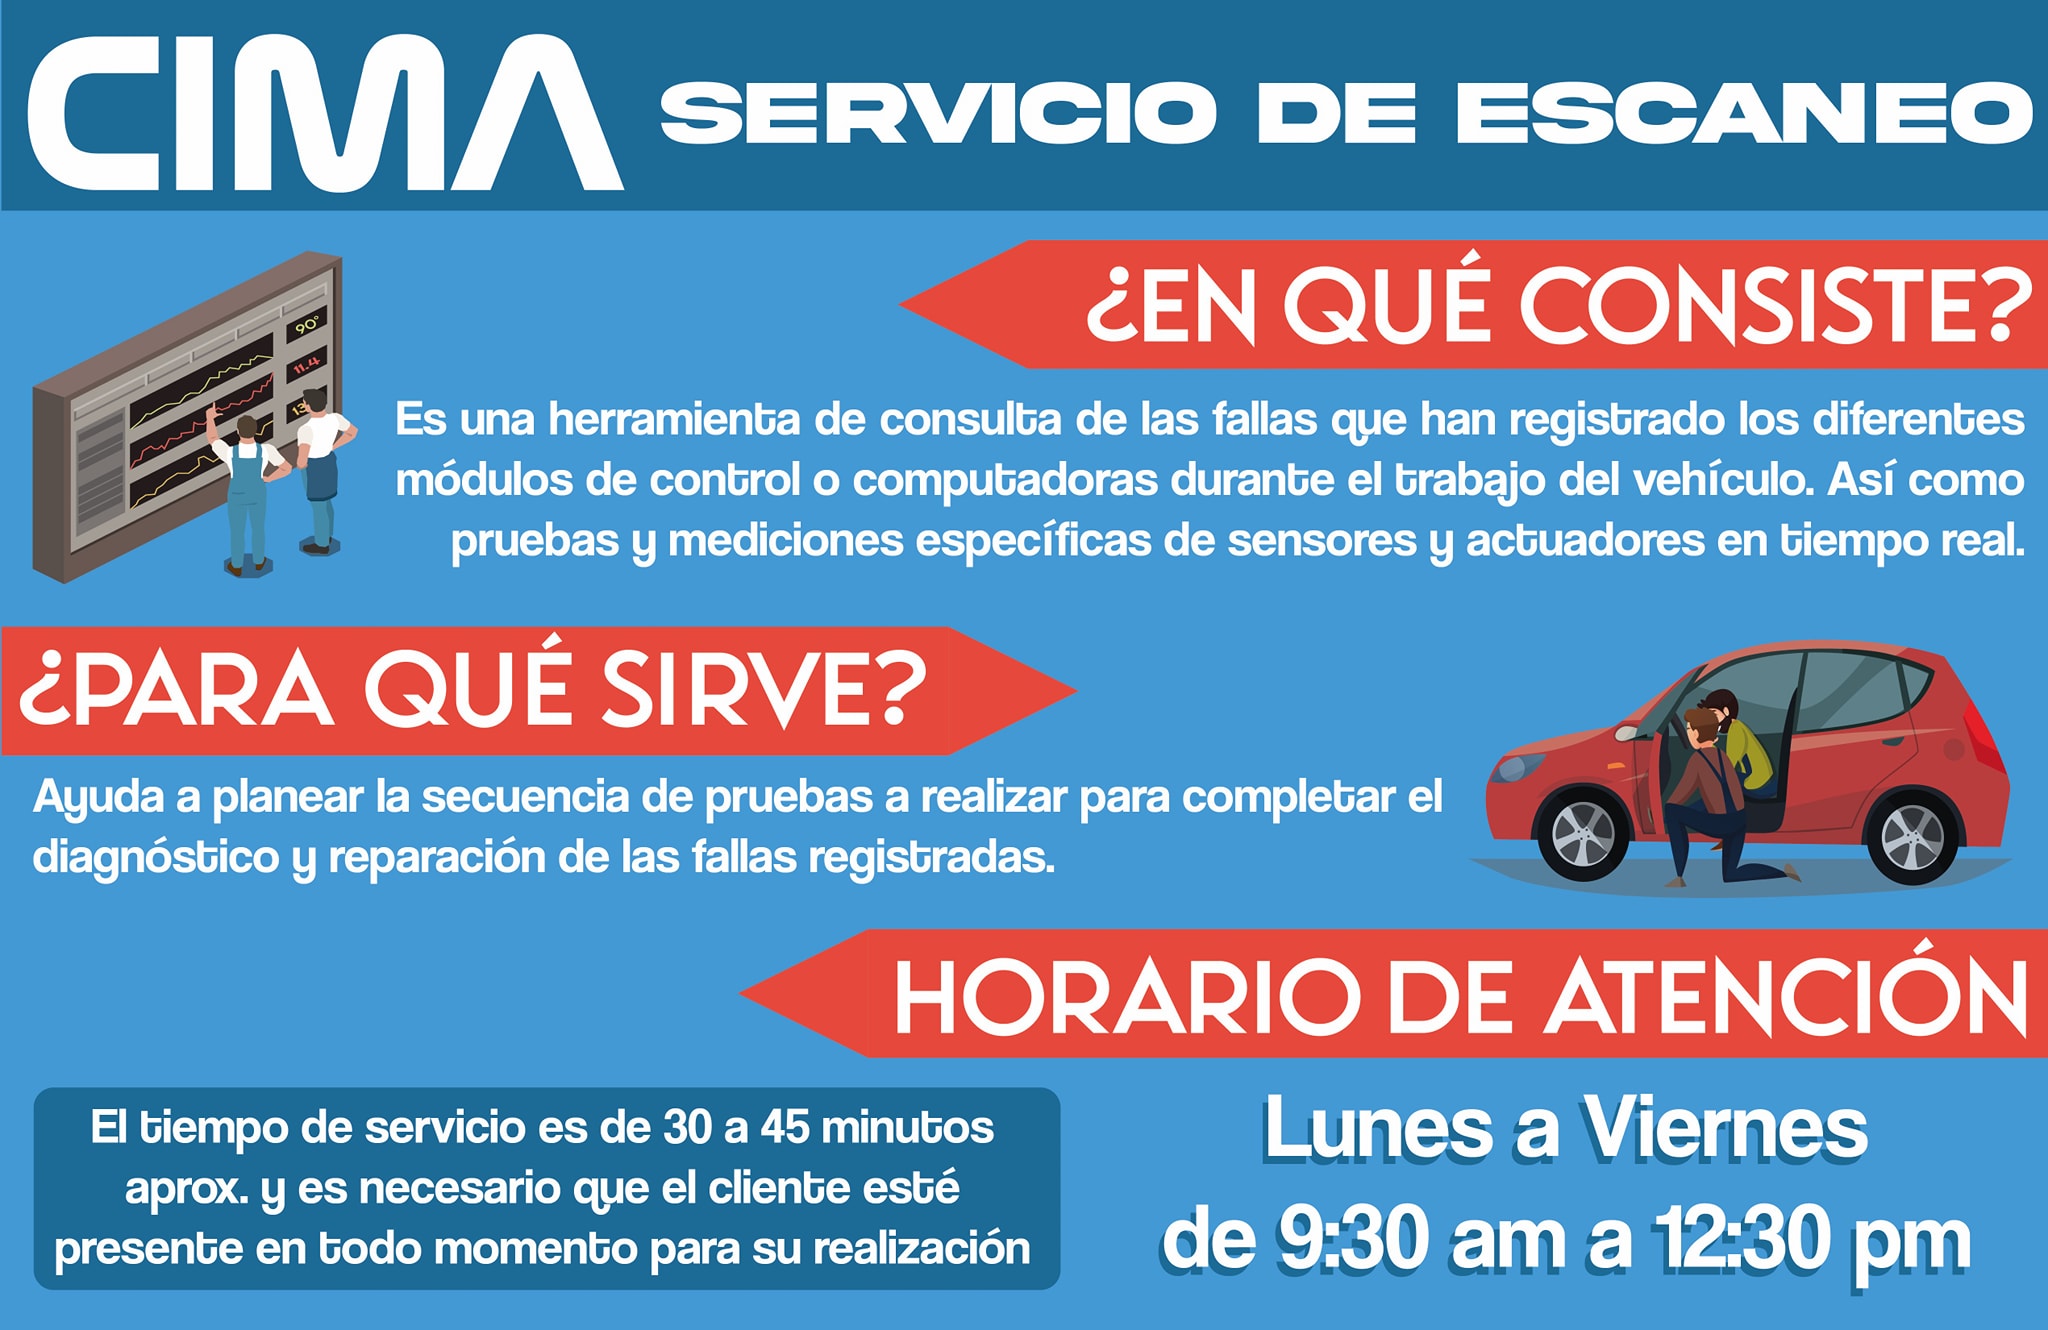 CIMA SERVICIO DE ESCANEO
¿EN QUÉ CONSISTE?
90°
11.4
Es una herramienta de consulta de las fallas que han registrado los diferentes
módulos de control o computadoras durante el trabajo del vehículo. Así como
pruebas y mediciones específicas de sensores y actuadores en tiempo real.
¿PARA QUÉ SIRVE?
Ayuda a planear la secuencia de pruebas a realizar para completar el
diagnóstico y reparación de las fallas registradas.
HORARIO DE ATENCIÓN
El tiempo de servicio es de 30 a 45 minutos
aprox. y es necesario que el cliente esté
presente en todo momento para su realización
Lunes a Viernes
de 9:30 am a 12:30 pm